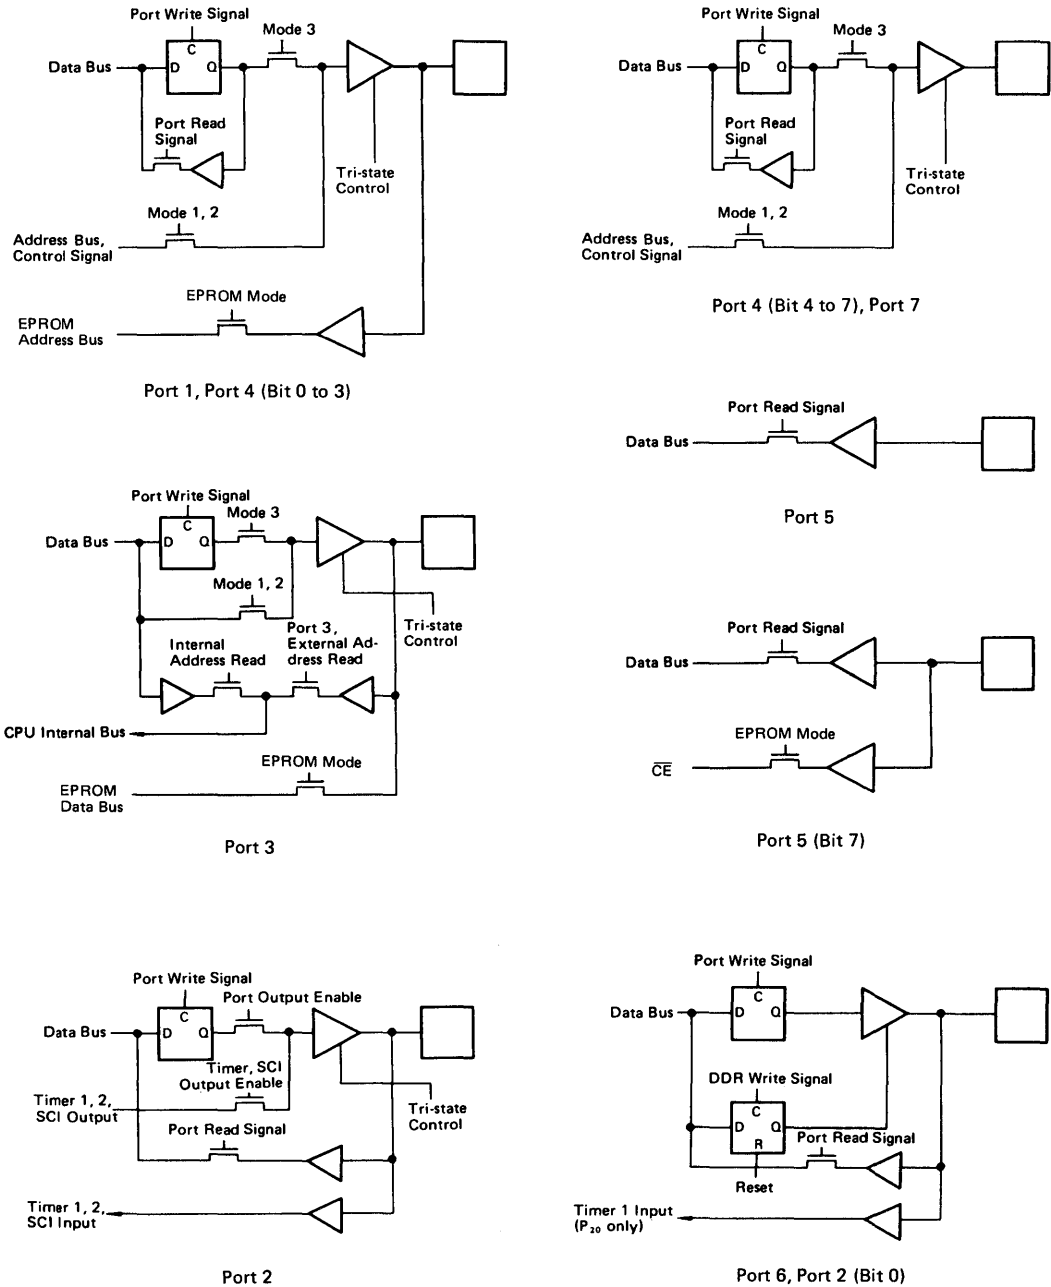 Port Write Signal
Mode 3
C
Data Bus
D
Q
Port Read
Signal
Tri-state
Control
Mode 1, 2
Address Bus,
Control Signal
EPROM Mode
EPROM
Address Bus
Port 1, Port 4 (Bit 0 to 3)
Port Write Signal
Mode 3
C
Data Bus
D
Q
Port Read
Signal
Tri-state
Control
Mode 1, 2
Address Bus,
Control Signal
Port 4 (Bit 4 to 7), Port 7
Port Read Signal
Data Bus
Port 5
Port Write Signal
Mode 3
C
Data Bus
D
Q
Mode 1, 2
Tri-state
Control
Internal
Address Read
Port 3,
External Ad-
dress Read
CPU Internal Bus
EPROM Mode
EPROM
Data Bus
Port 3
Port Read Signal
Data Bus
EPROM Mode
C̅E̅
Port 5 (Bit 7)
Port Write Signal
Port Output Enable
C
Data Bus
D
Q
Timer, SCI
Output Enable
Timer 1, 2,
SCI Output
Tri-state
Control
Port Read Signal
Timer 1, 2,
SCI Input
Port 2
Port Write Signal
C
Data Bus
D
DDR Write Signal
C
D
Q
R
Port Read Signal
Reset
Timer 1 Input
(P₂₀ only)
Port 6, Port 2 (Bit 0)